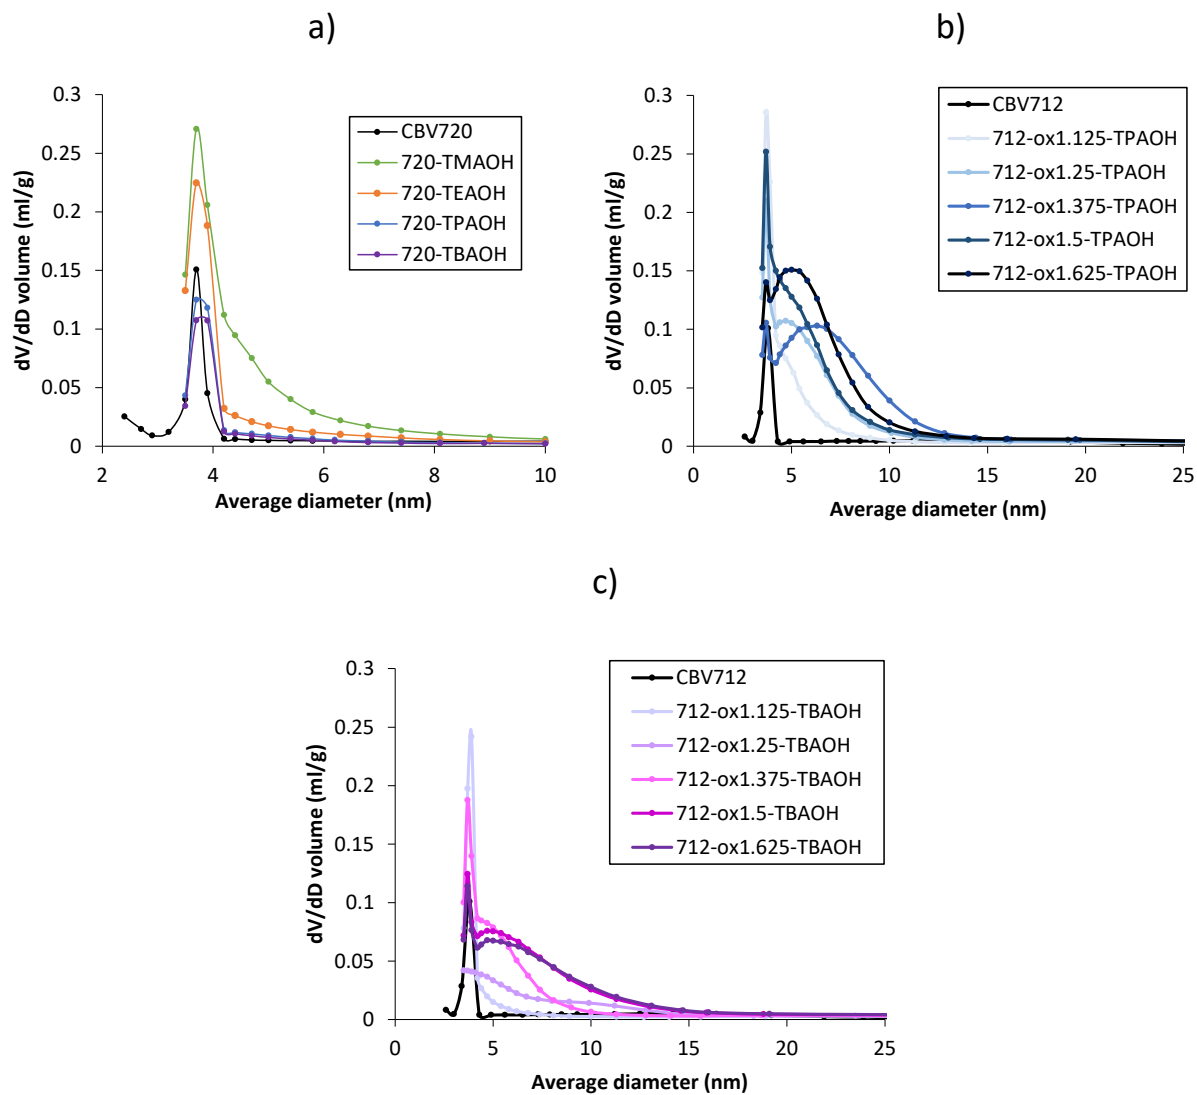 a)
0.3
0.25
0.2
0.15
0.1
0.05
0
2
4
6
8
10
dV/dD volume (ml/g)
Average diameter (nm)
CBV720
720-TMAOH
720-TEAOH
720-TPAOH
720-TBAOH
b)
0.3
0.25
0.2
0.15
0.1
0.05
0
0
5
10
15
20
25
dV/dD volume (ml/g)
Average diameter (nm)
CBV712
712-ox1.125-TPAOH
712-ox1.25-TPAOH
712-ox1.375-TPAOH
712-ox1.5-TPAOH
712-ox1.625-TPAOH
c)
0.3
0.25
0.2
0.15
0.1
0.05
0
0
5
10
15
20
25
dV/dD volume (ml/g)
Average diameter (nm)
CBV712
712-ox1.125-TBAOH
712-ox1.25-TBAOH
712-ox1.375-TBAOH
712-ox1.5-TBAOH
712-ox1.625-TBAOH